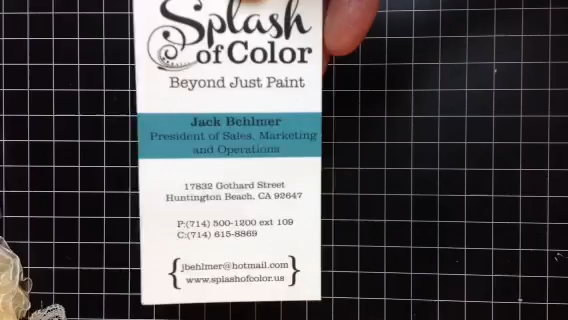 Splash
of Color
Beyond Just Paint
Jack Behlmer
President of Sales, Marketing
and Operations
17832 Gothard Street
Huntington Beach, CA 92647
P:(714) 500-1200 ext 109
C:(714) 615-8869
{jbehlmer@hotmail.com}
www.splashofcolor.us